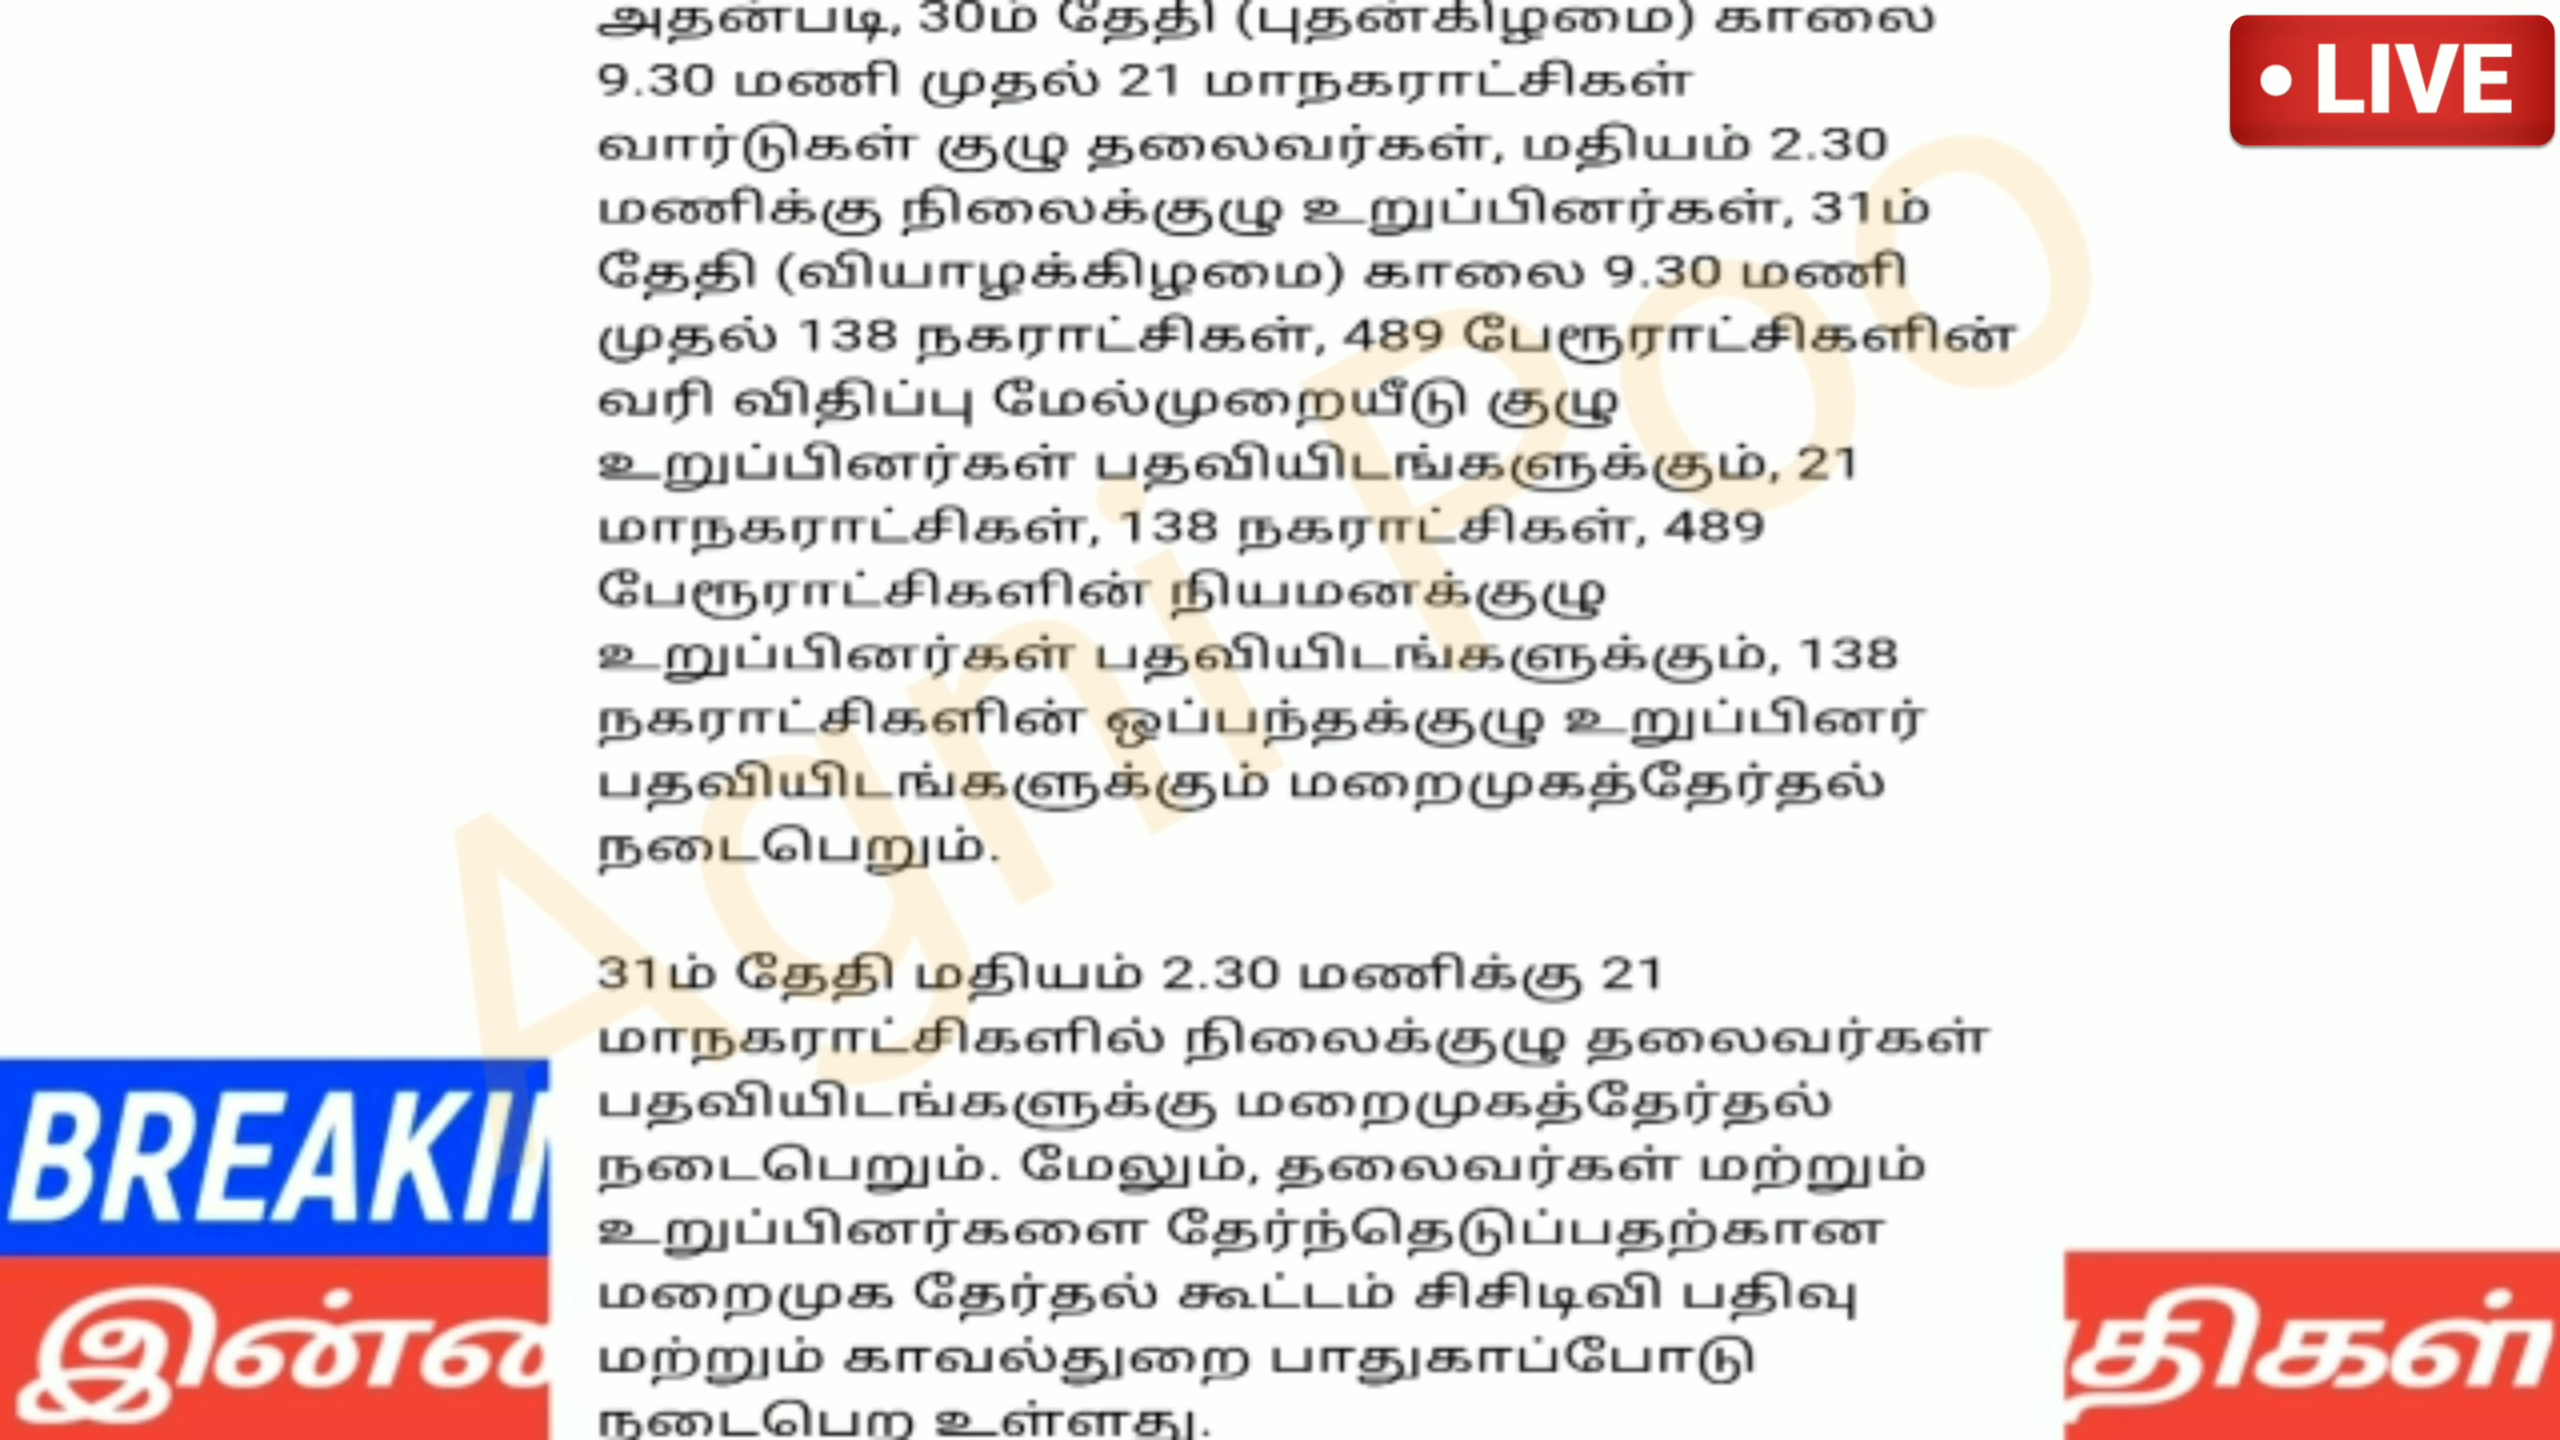 அதன்படி, 30ம் தேதி (புதன்கிழமை) காலை
9.30 மணி முதல் 21 மாநகராட்சிகள்
வார்டுகள் குழு தலைவர்கள், மதியம் 2.30
மணிக்கு நிலைக்குழு உறுப்பினர்கள், 31ம்
தேதி (வியாழக்கிழமை) காலை 9.30 மணி
முதல் 138 நகராட்சிகள், 489 பேரூராட்சிகளின்
வரி விதிப்பு மேல்முறையீடு குழு
உறுப்பினர்கள் பதவியிடங்களுக்கும், 21
மாநகராட்சிகள், 138 நகராட்சிகள், 489
பேரூராட்சிகளின் நியமனக்குழு
உறுப்பினர்கள் பதவியிடங்களுக்கும், 138
நகராட்சிகளின் ஒப்பந்தக்குழு உறுப்பினர்
பதவியிடங்களுக்கும் மறைமுகத்தேர்தல்
நடைபெறும்.
31ம் தேதி மதியம் 2.30 மணிக்கு 21
மாநகராட்சிகளில் நிலைக்குழு தலைவர்கள்
பதவியிடங்களுக்கு மறைமுகத்தேர்தல்
நடைபெறும். மேலும், தலைவர்கள் மற்றும்
உறுப்பினர்களை தேர்ந்தெடுப்பதற்கான
மறைமுக தேர்தல் கூட்டம் சிசிடிவி பதிவு
மற்றும் காவல்துறை பாதுகாப்போடு
நடைபெற உள்ளது.
• LIVE
Agni Poo
BREAKIN
இன்
திகள்